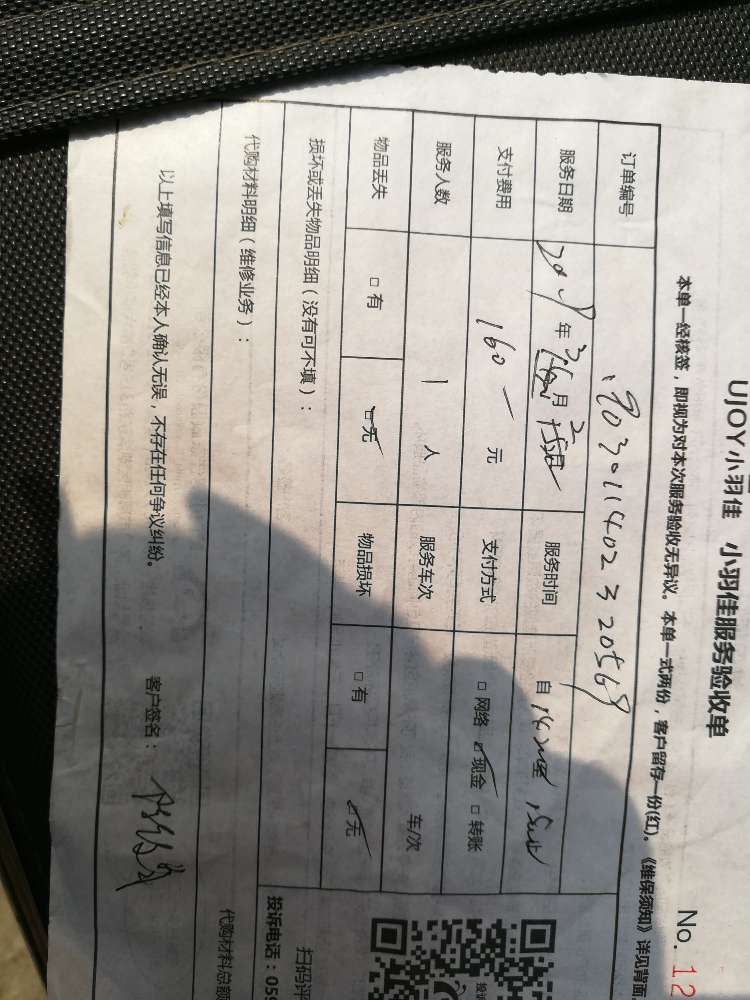 UJOY小羽佳 小羽佳服务验收单
No. 12
本单一经核签，即视为对本次服务验收无异议。本单一式两份，客户留存一份(红)。《维保须知》详见背面.
订单编号
服务日期 年 月 服务时间 自
支付费用 160 元 支付方式 □ 网络 ☑ 现金 □ 转账
服务人数 1 人 服务车次 车/次
物品丢失 □ 有 ☑ 无 物品损坏 □ 有 ☑ 无
损坏或丢失物品明细（没有可不填）：
代购材料明细（维修业务）：
以上填写信息已经本人确认无误，不存在任何争议纠纷。 客户签名：
扫码评
投诉电话：059
代购材料总额